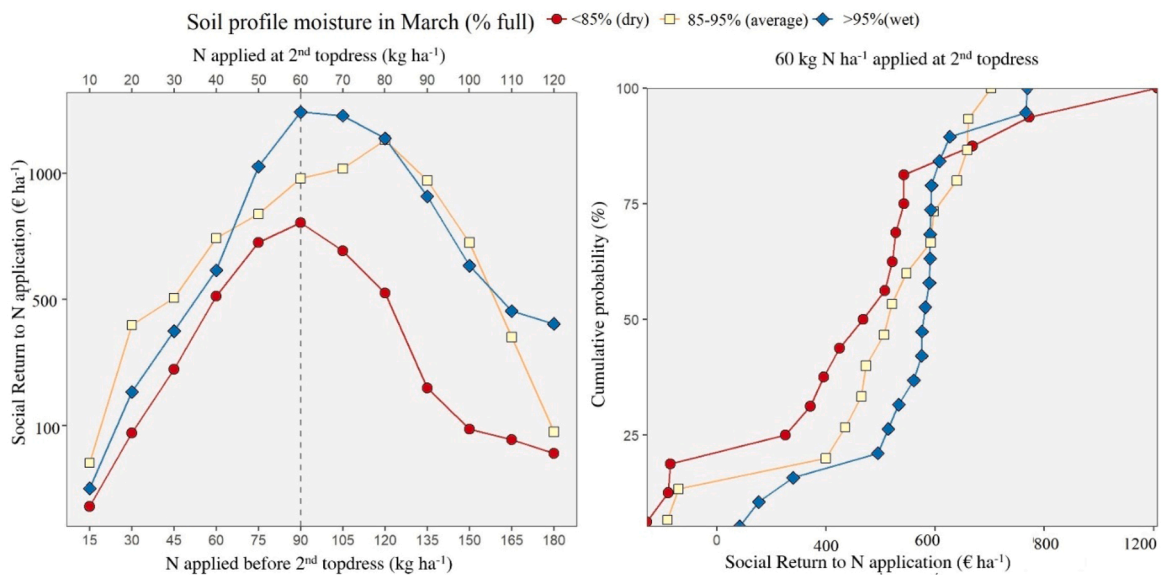 Soil profile moisture in March (% full) <85% (dry) 85-95% (average) >95%(wet)
N applied at 2nd topdress (kg ha-1)
10 20 30 40 50 60 70 80 90 100 110 120
Social Return to N application (€ ha-1)
1000
500
100
15 30 45 60 75 90 105 120 135 150 165 180
N applied before 2nd topdress (kg ha-1)
60 kg N ha-1 applied at 2nd topdress
Cumulative probability (%)
100
75
50
25
0 400 600 800 1200
Social Return to N application (€ ha-1)